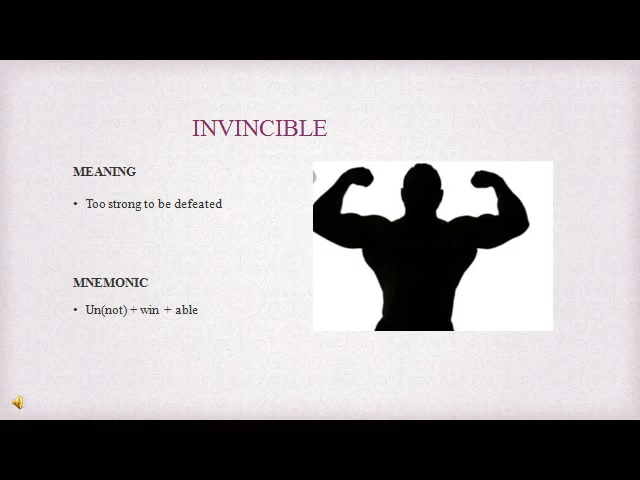 INVINCIBLE
MEANING
• Too strong to be defeated
MNEMONIC
• Un(not) + win + able